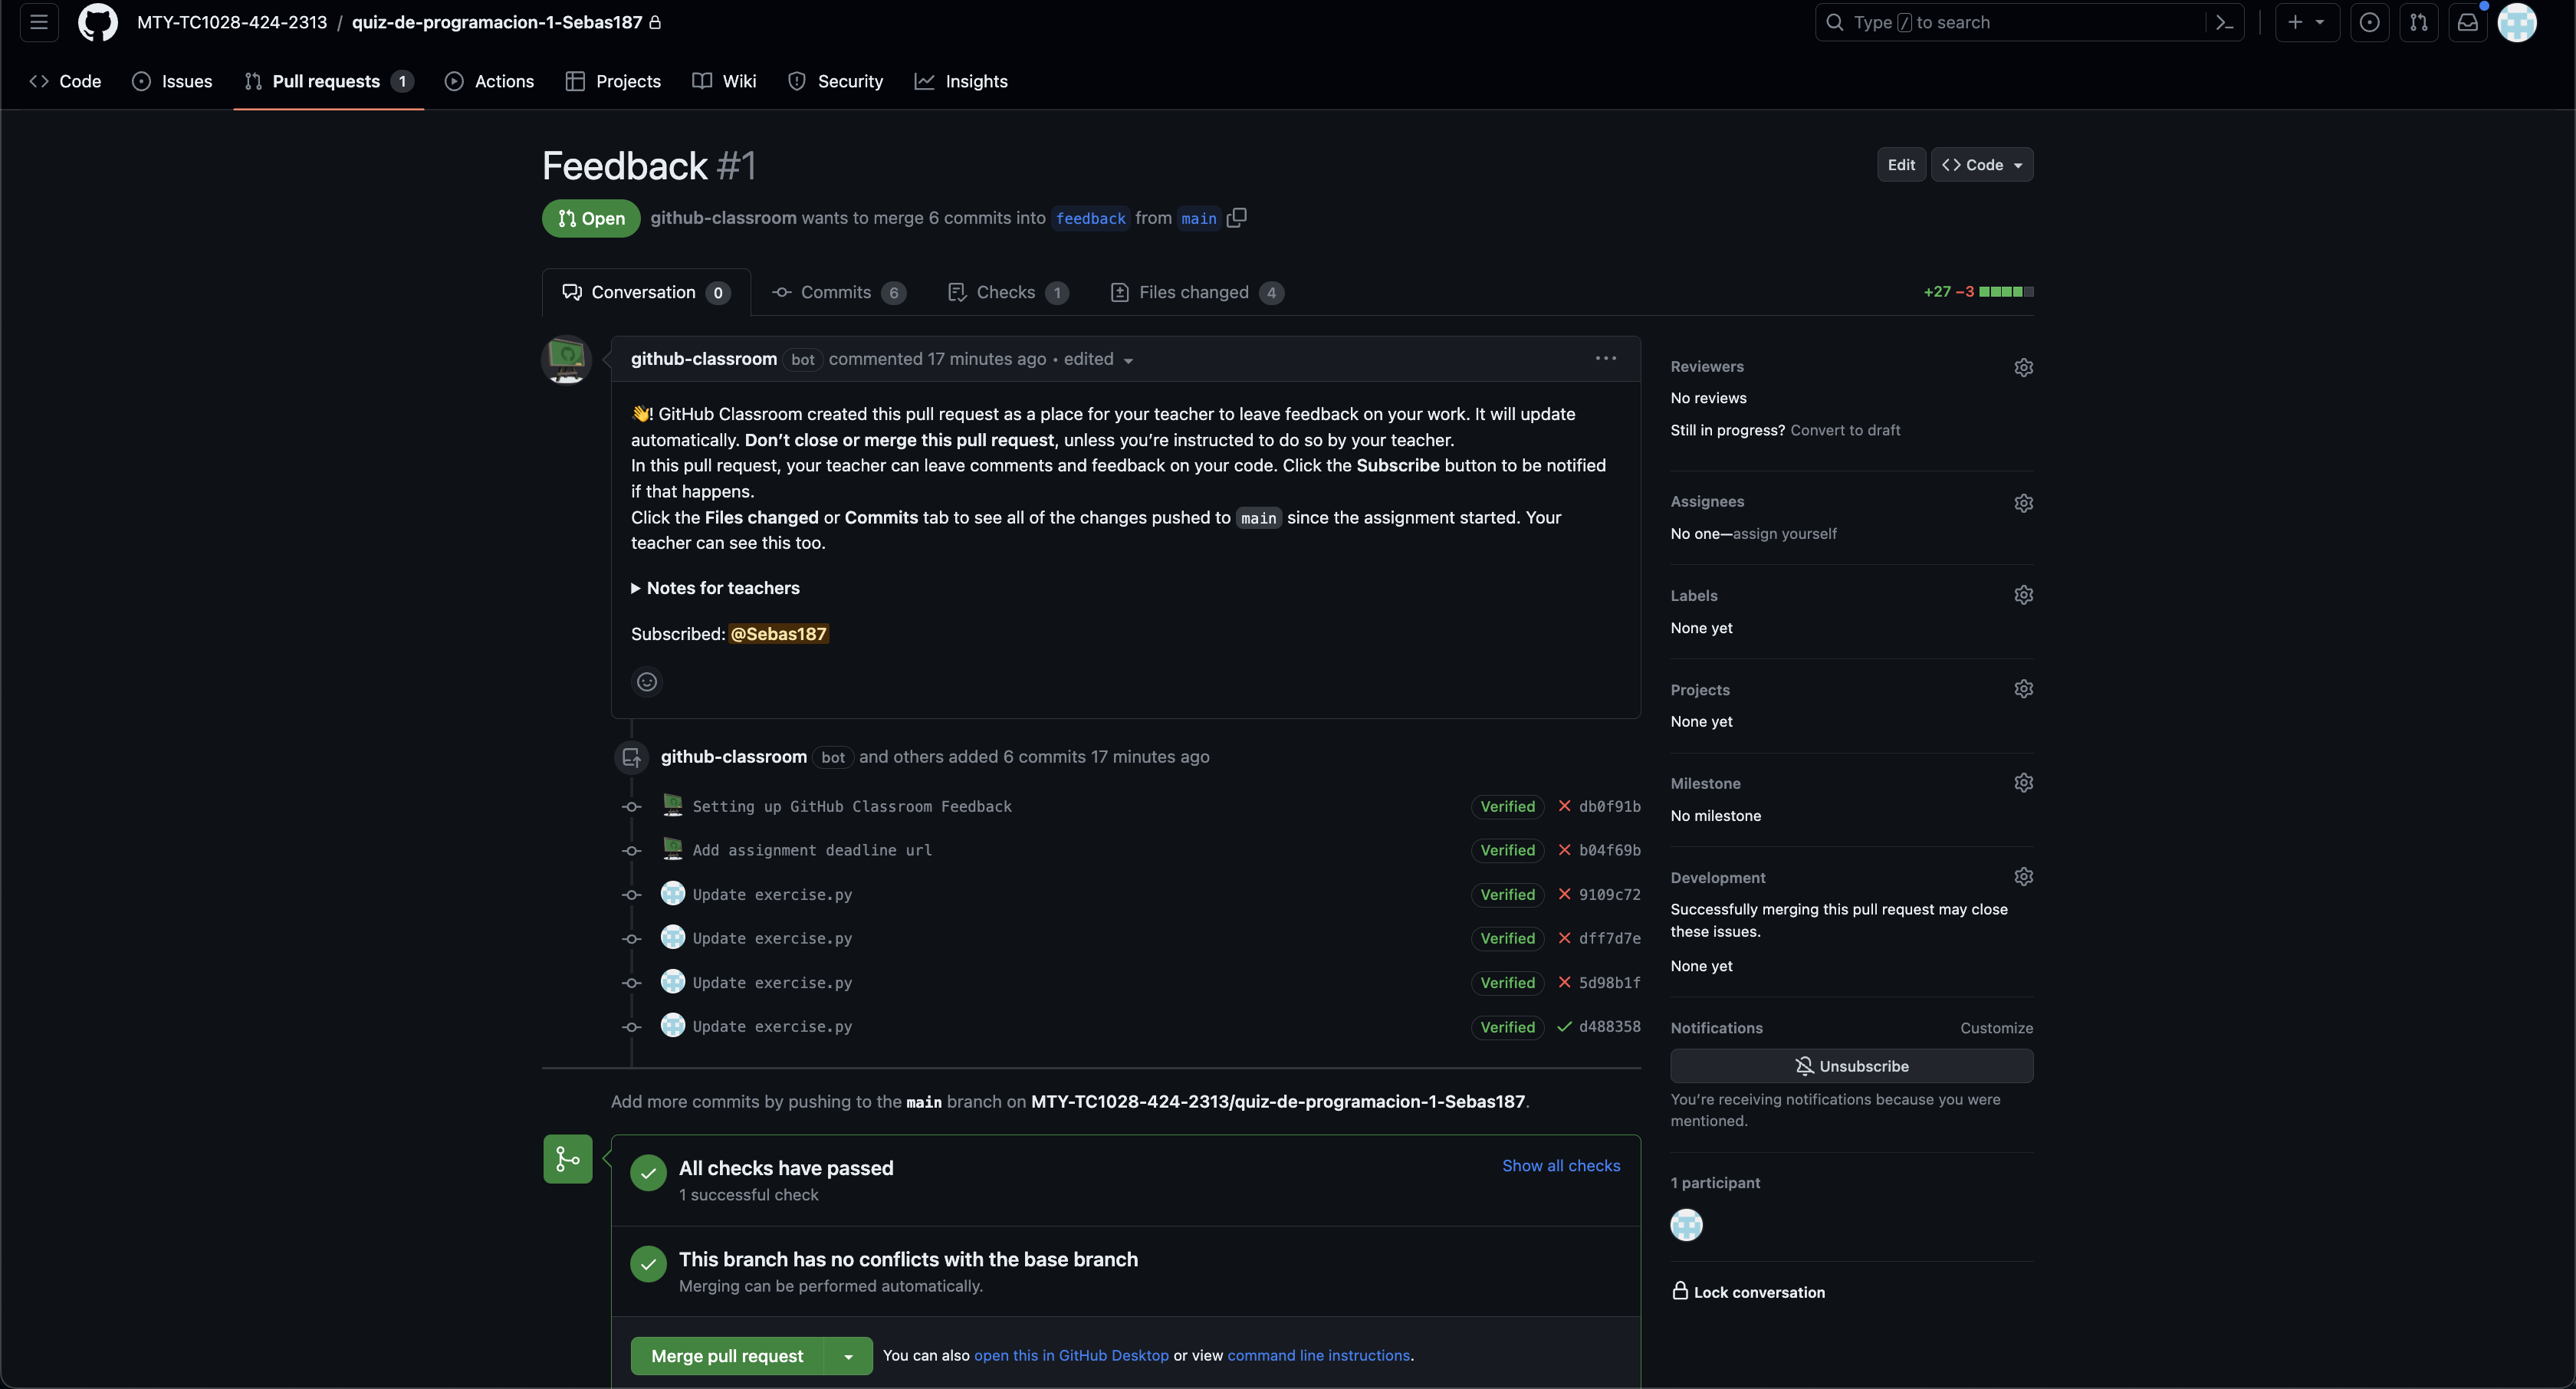 MTY-TC1028-424-2313 / quiz-de-programacion-1-Sebas187
Type / to search
Code
Issues
Pull requests 1
Actions
Projects
Wiki
Security
Insights
Feedback #1
Edit
Code
Open
github-classroom wants to merge 6 commits into feedback from main
Conversation 0
Commits 6
Checks 1
Files changed 4
+27 −3
github-classroom bot commented 17 minutes ago • edited
👋! GitHub Classroom created this pull request as a place for your teacher to leave feedback on your work. It will update
automatically. Don’t close or merge this pull request, unless you’re instructed to do so by your teacher.
In this pull request, your teacher can leave comments and feedback on your code. Click the Subscribe button to be notified
if that happens.
Click the Files changed or Commits tab to see all of the changes pushed to main since the assignment started. Your
teacher can see this too.
Notes for teachers
Subscribed: @Sebas187
github-classroom bot and others added 6 commits 17 minutes ago
Setting up GitHub Classroom Feedback Verified db0f91b
Add assignment deadline url Verified b04f69b
Update exercise.py Verified 9109c72
Update exercise.py Verified dff7d7e
Update exercise.py Verified 5d98b1f
Update exercise.py Verified d488358
Add more commits by pushing to the main branch on MTY-TC1028-424-2313/quiz-de-programacion-1-Sebas187.
All checks have passed
1 successful check
Show all checks
This branch has no conflicts with the base branch
Merging can be performed automatically.
Merge pull request
You can also open this in GitHub Desktop or view command line instructions.
Reviewers
No reviews
Still in progress? Convert to draft
Assignees
No one—assign yourself
Labels
None yet
Projects
None yet
Milestone
No milestone
Development
Successfully merging this pull request may close
these issues.
None yet
Notifications
Customize
Unsubscribe
You’re receiving notifications because you were
mentioned.
1 participant
Lock conversation